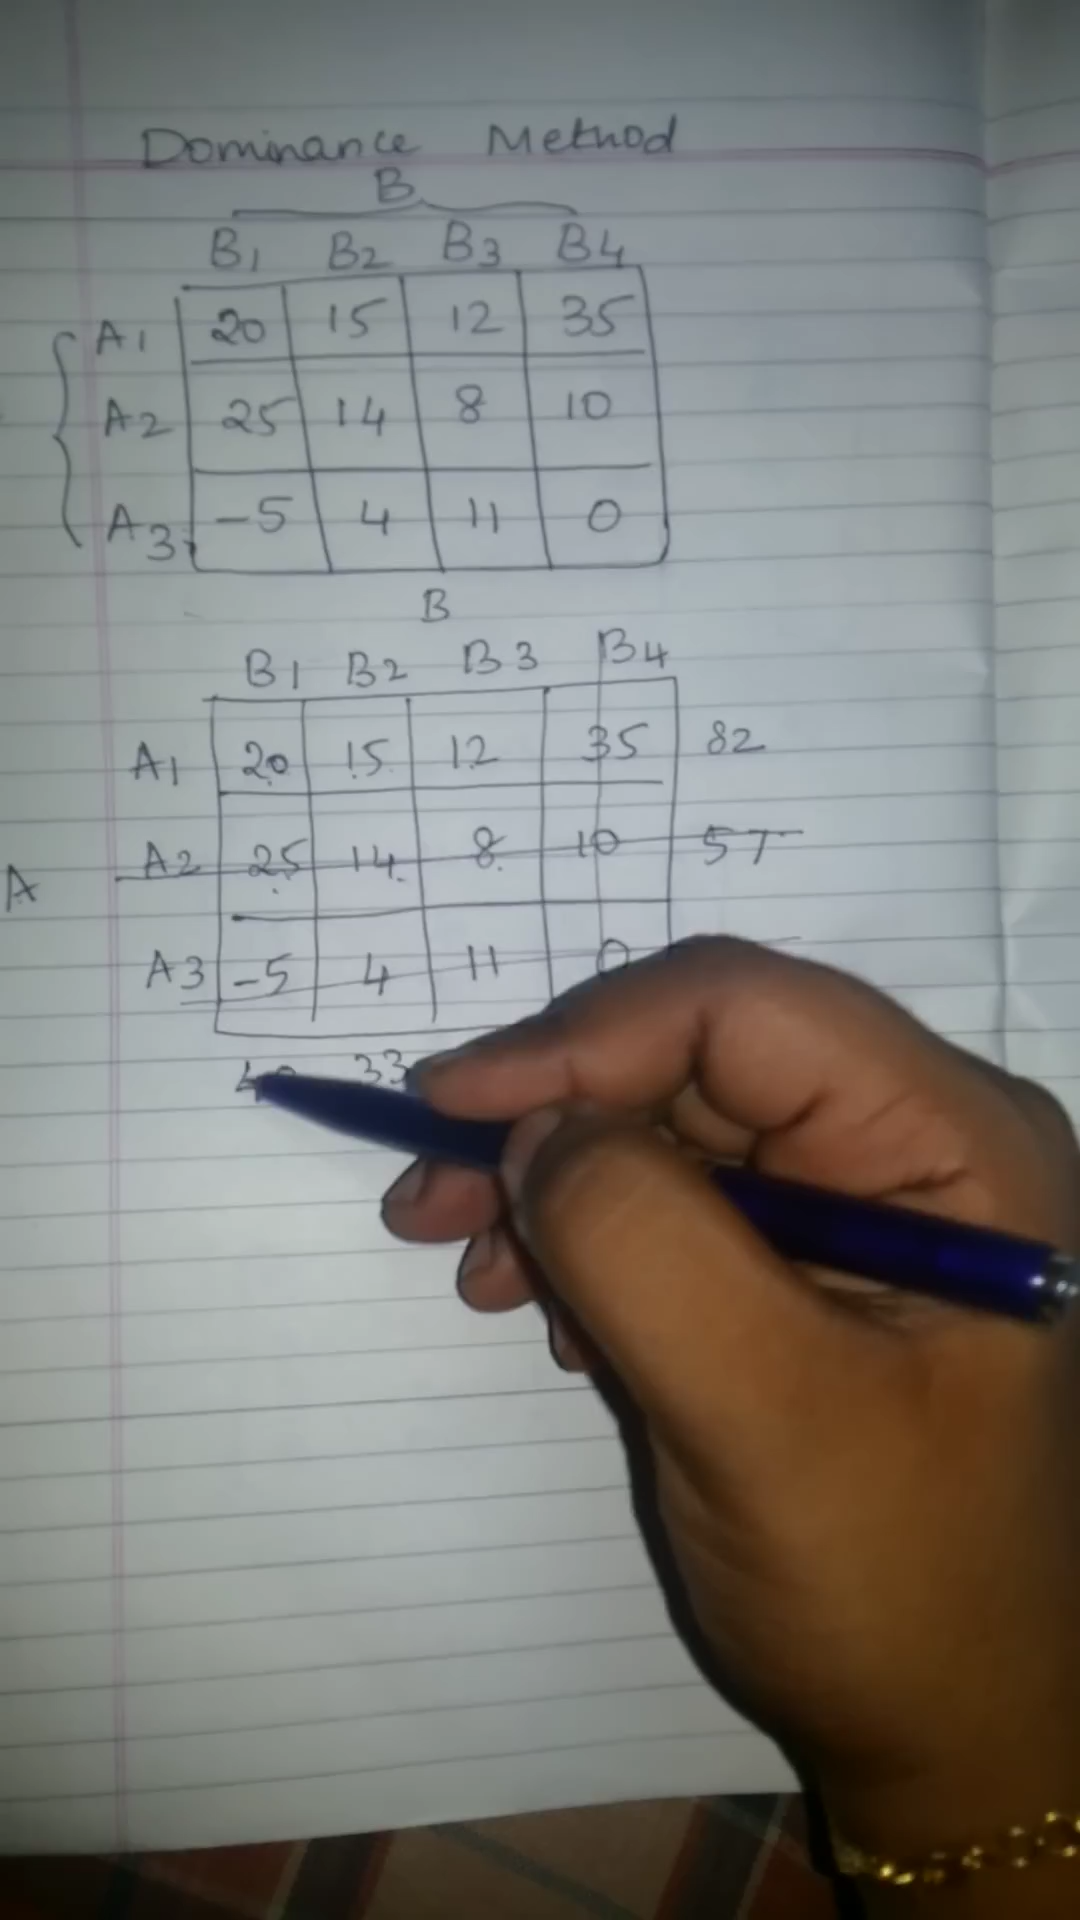 Dominance Method
B
B1 B2 B3 B4
A1 20 15 12 35
A2 25 14 8 10
A3 -5 4 11 0
B
B1 B2 B3 B4
A1 20 15 12 35 82
A2 25 14 8 10 57
A
A3 -5 4 11 0
33